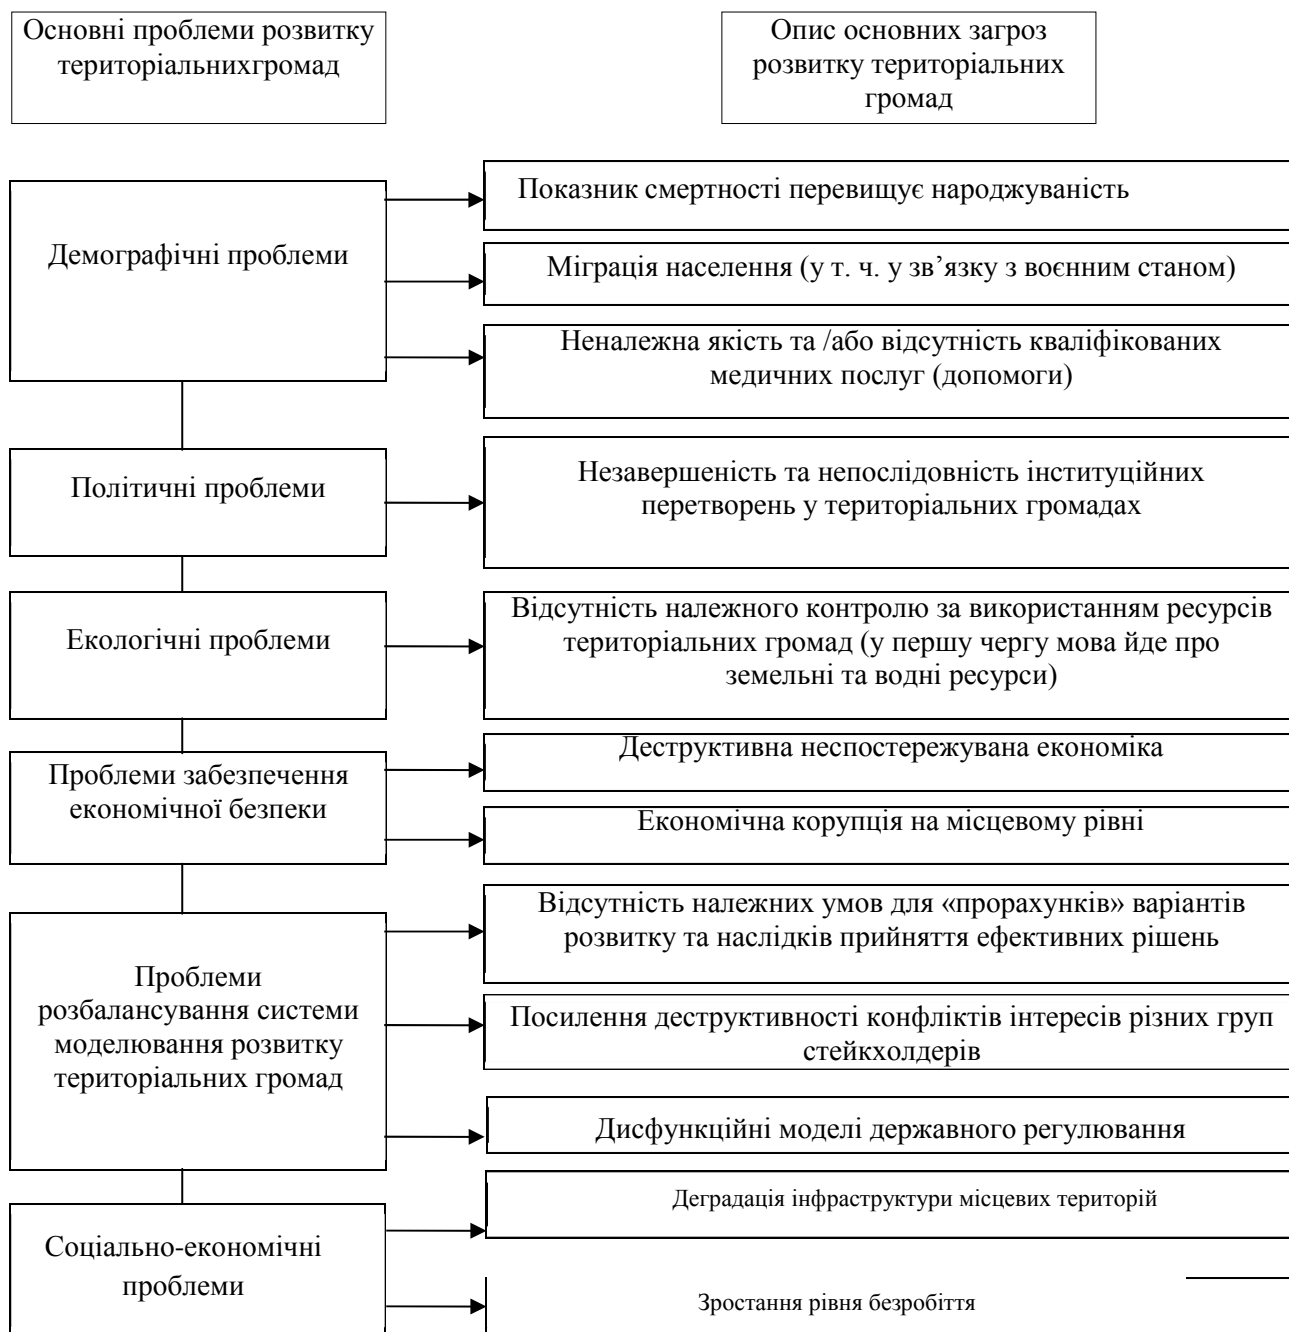 Основні проблеми розвитку
територіальнихгромад
Опис основних загроз
розвитку територіальних
громад
Демографічні проблеми
Показник смертності перевищує народжуваність
Міграція населення (у т. ч. у зв’язку з воєнним станом)
Неналежна якість та /або відсутність кваліфікованих
медичних послуг (допомоги)
Політичні проблеми
Незавершеність та непослідовність інституційних
перетворень у територіальних громадах
Екологічні проблеми
Відсутність належного контролю за використанням ресурсів
територіальних громад (у першу чергу мова йде про
земельні та водні ресурси)
Проблеми забезпечення
економічної безпеки
Деструктивна неспостережувана економіка
Економічна корупція на місцевому рівні
Проблеми
розбалансування системи
моделювання розвитку
територіальних громад
Відсутність належних умов для «прорахунків» варіантів
розвитку та наслідків прийняття ефективних рішень
Посилення деструктивності конфліктів інтересів різних груп
стейкхолдерів
Дисфункційні моделі державного регулювання
Соціально-економічні
проблеми
Деградація інфраструктури місцевих територій
Зростання рівня безробіття